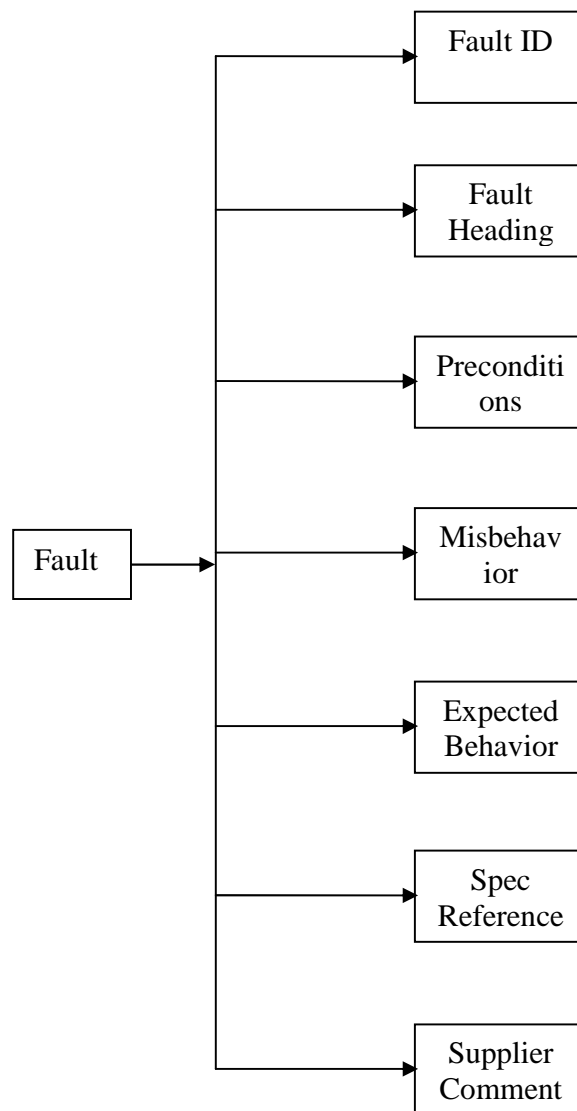 Fault ID
Fault
Heading
Preconditi
ons
Fault
Misbehav
ior
Expected
Behavior
Spec
Reference
Supplier
Comment